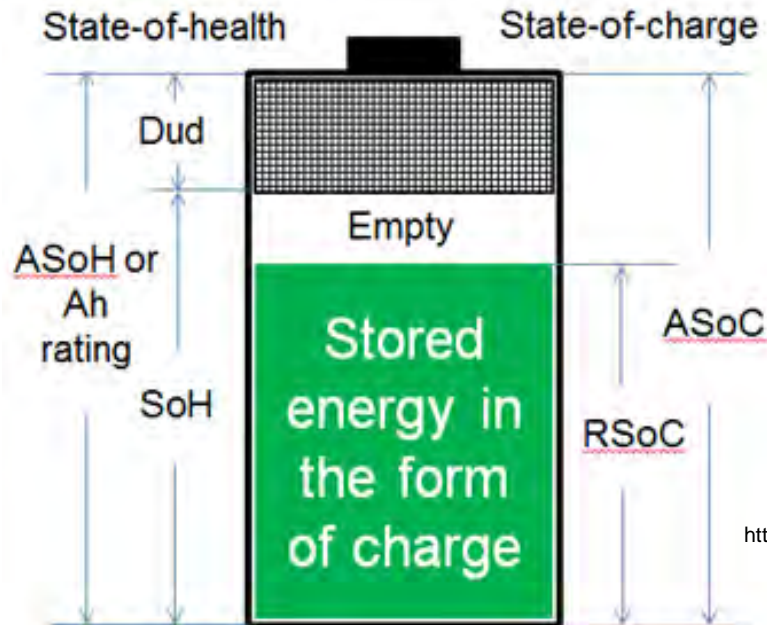 State-of-health
State-of-charge
Dud
Empty
ASoH or
Ah
rating
SoH
Stored
energy in
the form
of charge
ASoC
RSoC
htt